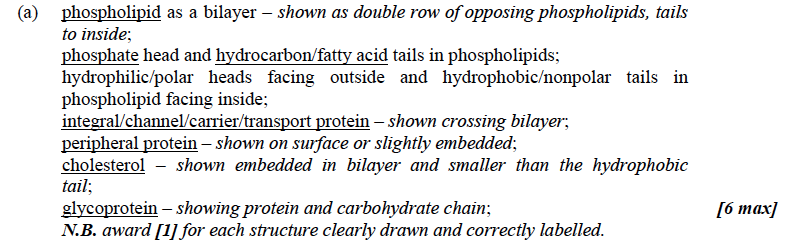 (a) phospholipid as a bilayer – shown as double row of opposing phospholipids, tails
to inside;
phosphate head and hydrocarbon/fatty acid tails in phospholipids;
hydrophilic/polar heads facing outside and hydrophobic/nonpolar tails in
phospholipid facing inside;
integral/channel/carrier/transport protein – shown crossing bilayer;
peripheral protein – shown on surface or slightly embedded;
cholesterol – shown embedded in bilayer and smaller than the hydrophobic
tail;
glycoprotein – showing protein and carbohydrate chain; [6 max]
N.B. award [1] for each structure clearly drawn and correctly labelled.